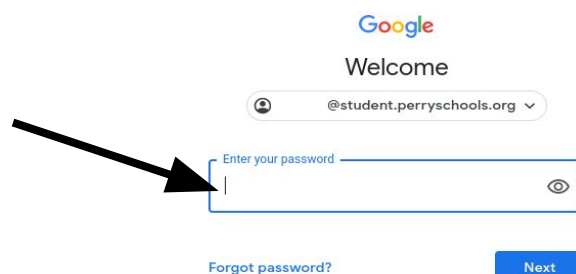 Google
Welcome
@student.perryschools.org
Enter your password
Forgot password? Next